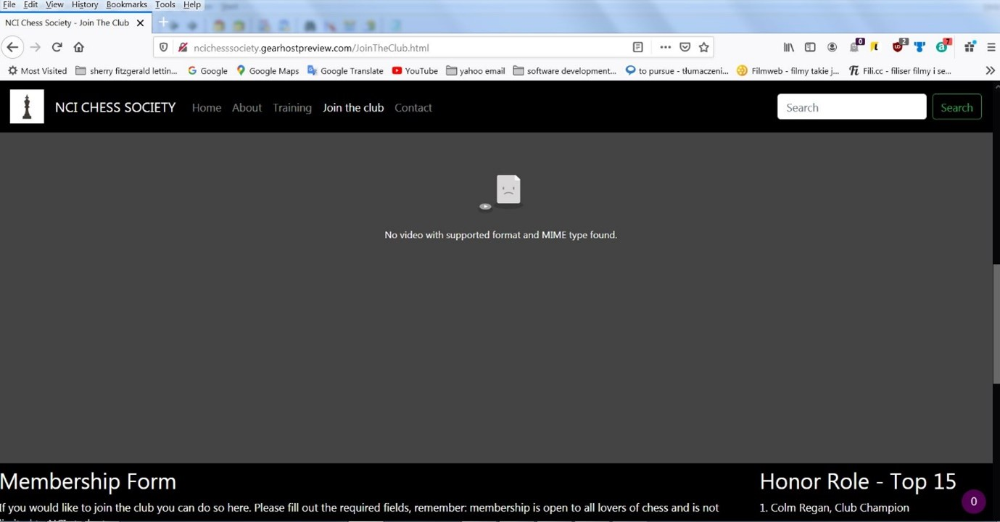 File Edit View History Bookmarks Tools Help
NCI Chess Society - Join The Club
ncichesssociety.gearhostpreview.com/JoinTheClub.html
0 2 7
Most Visited sherry fitzgerald lettin... Google Google Maps Google Translate YouTube yahoo email software development... to pursue - tłumaczeni... Filmweb - filmy takie j... Fili.cc - filiser filmy i se...
NCI CHESS SOCIETY Home About Training Join the club Contact Search Search
No video with supported format and MIME type found.
Membership Form
Honor Role - Top 15
If you would like to join the club you can do so here. Please fill out the required fields, remember: membership is open to all lovers of chess and is not
1. Colm Regan, Club Champion
0